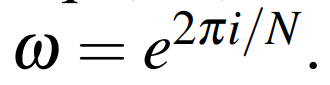 ω = e^{2πi/N}.